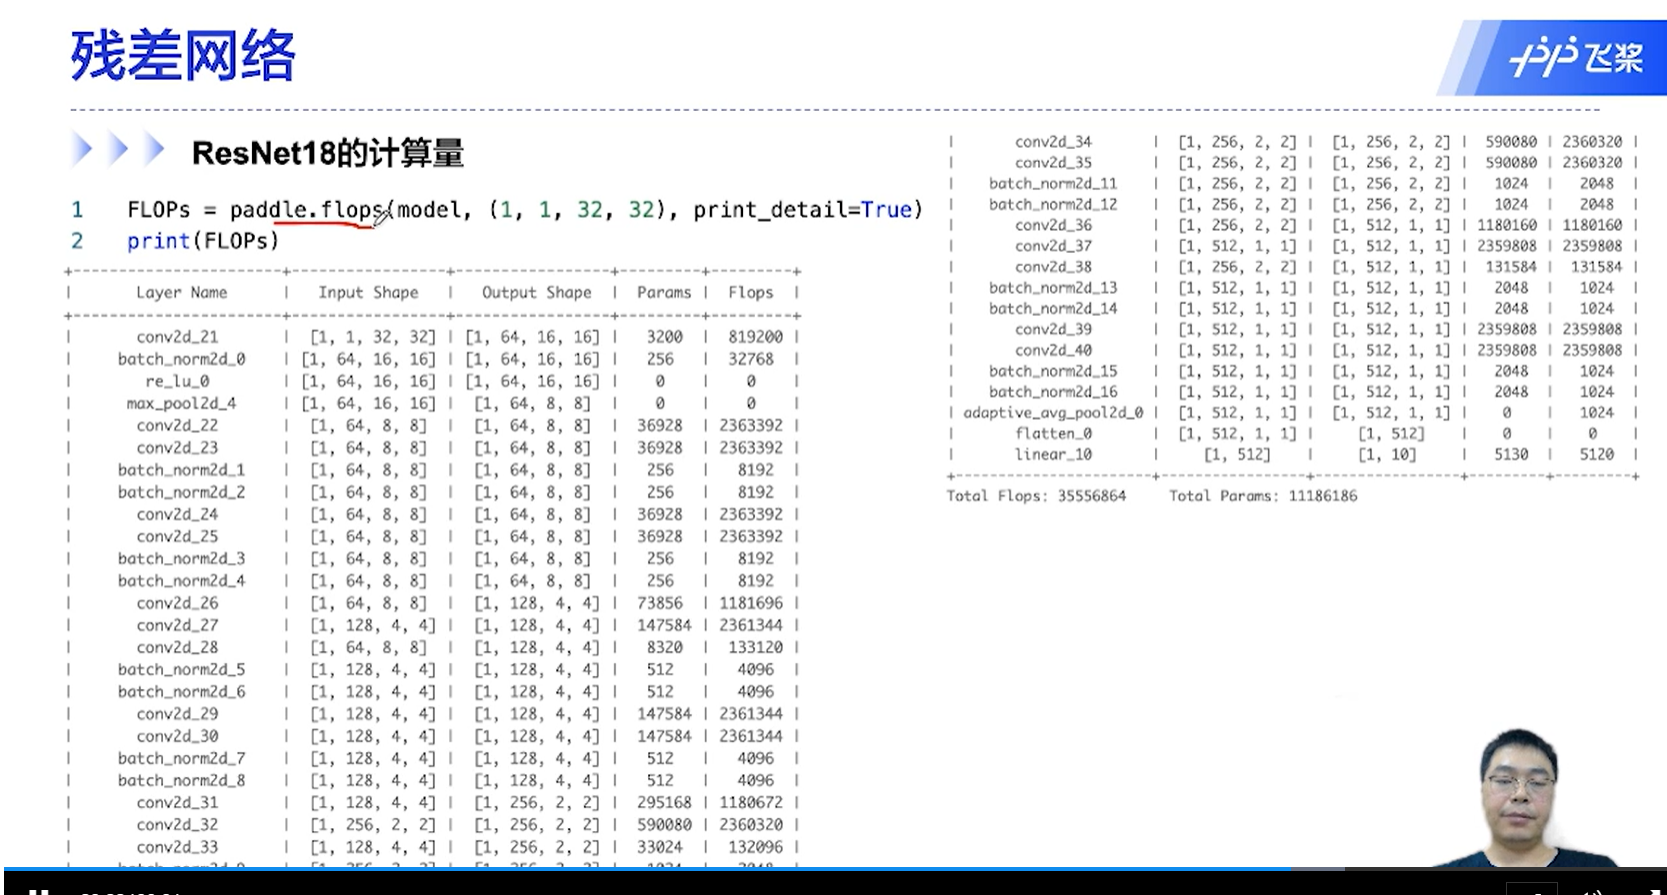 残差网络
飞桨
ResNet18的计算量
1 FLOPs = paddle.flops(model, (1, 1, 32, 32), print_detail=True)
2 print(FLOPs)
| Layer Name | Input Shape | Output Shape | Params | Flops |
| conv2d_21 | [1, 1, 32, 32] | [1, 64, 16, 16] | 3200 | 819200 |
| batch_norm2d_0 | [1, 64, 16, 16] | [1, 64, 16, 16] | 256 | 32768 |
| re_lu_0 | [1, 64, 16, 16] | [1, 64, 16, 16] | 0 | 0 |
| max_pool2d_4 | [1, 64, 16, 16] | [1, 64, 8, 8] | 0 | 0 |
| conv2d_22 | [1, 64, 8, 8] | [1, 64, 8, 8] | 36928 | 2363392 |
| conv2d_23 | [1, 64, 8, 8] | [1, 64, 8, 8] | 36928 | 2363392 |
| batch_norm2d_1 | [1, 64, 8, 8] | [1, 64, 8, 8] | 256 | 8192 |
| batch_norm2d_2 | [1, 64, 8, 8] | [1, 64, 8, 8] | 256 | 8192 |
| conv2d_24 | [1, 64, 8, 8] | [1, 64, 8, 8] | 36928 | 2363392 |
| conv2d_25 | [1, 64, 8, 8] | [1, 64, 8, 8] | 36928 | 2363392 |
| batch_norm2d_3 | [1, 64, 8, 8] | [1, 64, 8, 8] | 256 | 8192 |
| batch_norm2d_4 | [1, 64, 8, 8] | [1, 64, 8, 8] | 256 | 8192 |
| conv2d_26 | [1, 64, 8, 8] | [1, 128, 4, 4] | 73856 | 1181696 |
| conv2d_27 | [1, 128, 4, 4] | [1, 128, 4, 4] | 147584 | 2361344 |
| conv2d_28 | [1, 64, 8, 8] | [1, 128, 4, 4] | 8320 | 133120 |
| batch_norm2d_5 | [1, 128, 4, 4] | [1, 128, 4, 4] | 512 | 4096 |
| batch_norm2d_6 | [1, 128, 4, 4] | [1, 128, 4, 4] | 512 | 4096 |
| conv2d_29 | [1, 128, 4, 4] | [1, 128, 4, 4] | 147584 | 2361344 |
| conv2d_30 | [1, 128, 4, 4] | [1, 128, 4, 4] | 147584 | 2361344 |
| batch_norm2d_7 | [1, 128, 4, 4] | [1, 128, 4, 4] | 512 | 4096 |
| batch_norm2d_8 | [1, 128, 4, 4] | [1, 128, 4, 4] | 512 | 4096 |
| conv2d_31 | [1, 128, 4, 4] | [1, 256, 2, 2] | 295168 | 1180672 |
| conv2d_32 | [1, 256, 2, 2] | [1, 256, 2, 2] | 590080 | 2360320 |
| conv2d_33 | [1, 128, 4, 4] | [1, 256, 2, 2] | 33024 | 132096 |
| conv2d_34 | [1, 256, 2, 2] | [1, 256, 2, 2] | 590080 | 2360320 |
| conv2d_35 | [1, 256, 2, 2] | [1, 256, 2, 2] | 590080 | 2360320 |
| batch_norm2d_11 | [1, 256, 2, 2] | [1, 256, 2, 2] | 1024 | 2048 |
| batch_norm2d_12 | [1, 256, 2, 2] | [1, 256, 2, 2] | 1024 | 2048 |
| conv2d_36 | [1, 256, 2, 2] | [1, 512, 1, 1] | 1180160 | 1180160 |
| conv2d_37 | [1, 512, 1, 1] | [1, 512, 1, 1] | 2359808 | 2359808 |
| conv2d_38 | [1, 256, 2, 2] | [1, 512, 1, 1] | 131584 | 131584 |
| batch_norm2d_13 | [1, 512, 1, 1] | [1, 512, 1, 1] | 2048 | 1024 |
| batch_norm2d_14 | [1, 512, 1, 1] | [1, 512, 1, 1] | 2048 | 1024 |
| conv2d_39 | [1, 512, 1, 1] | [1, 512, 1, 1] | 2359808 | 2359808 |
| conv2d_40 | [1, 512, 1, 1] | [1, 512, 1, 1] | 2359808 | 2359808 |
| batch_norm2d_15 | [1, 512, 1, 1] | [1, 512, 1, 1] | 2048 | 1024 |
| batch_norm2d_16 | [1, 512, 1, 1] | [1, 512, 1, 1] | 2048 | 1024 |
| adaptive_avg_pool2d_0 | [1, 512, 1, 1] | [1, 512, 1, 1] | 0 | 1024 |
| flatten_0 | [1, 512, 1, 1] | [1, 512] | 0 | 0 |
| linear_10 | [1, 512] | [1, 10] | 5130 | 5120 |
Total Flops: 35556864 Total Params: 11186186